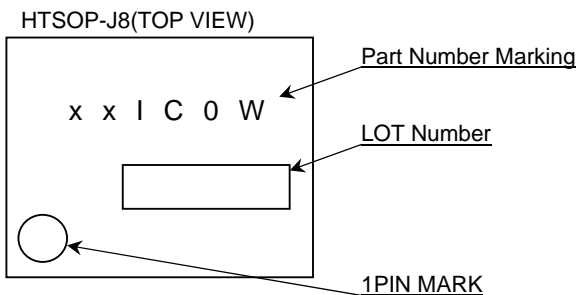 HTSOP-J8(TOP VIEW)
Part Number Marking
x x I C 0 W
LOT Number
1PIN MARK